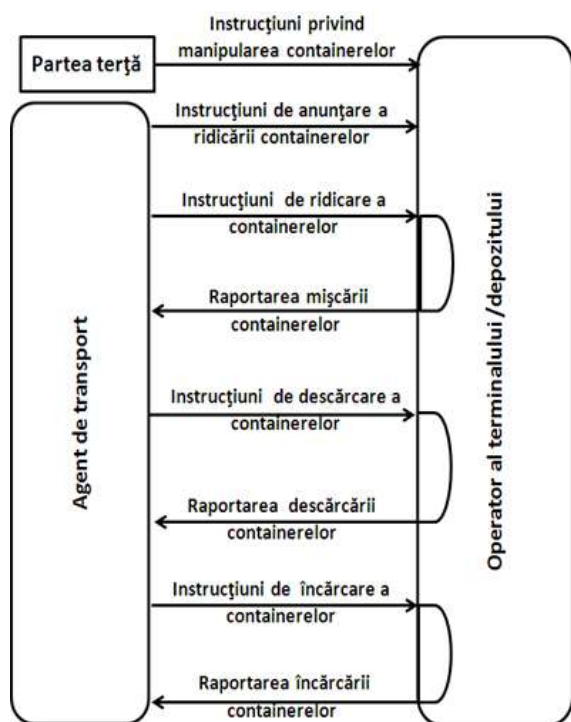 Instrucţiuni privind
manipularea containerelor
Partea terţă
Instrucţiuni de anunţare a
ridicării containerelor
Instrucţiuni de ridicare a
containerelor
Raportarea mişcării
containerelor
Instrucţiuni de descărcare a
containerelor
Raportarea descărcării
containerelor
Instrucţiuni de încărcare a
containerelor
Raportarea încărcării
containerelor
Agent de transport
Operator al terminalului /depozitului